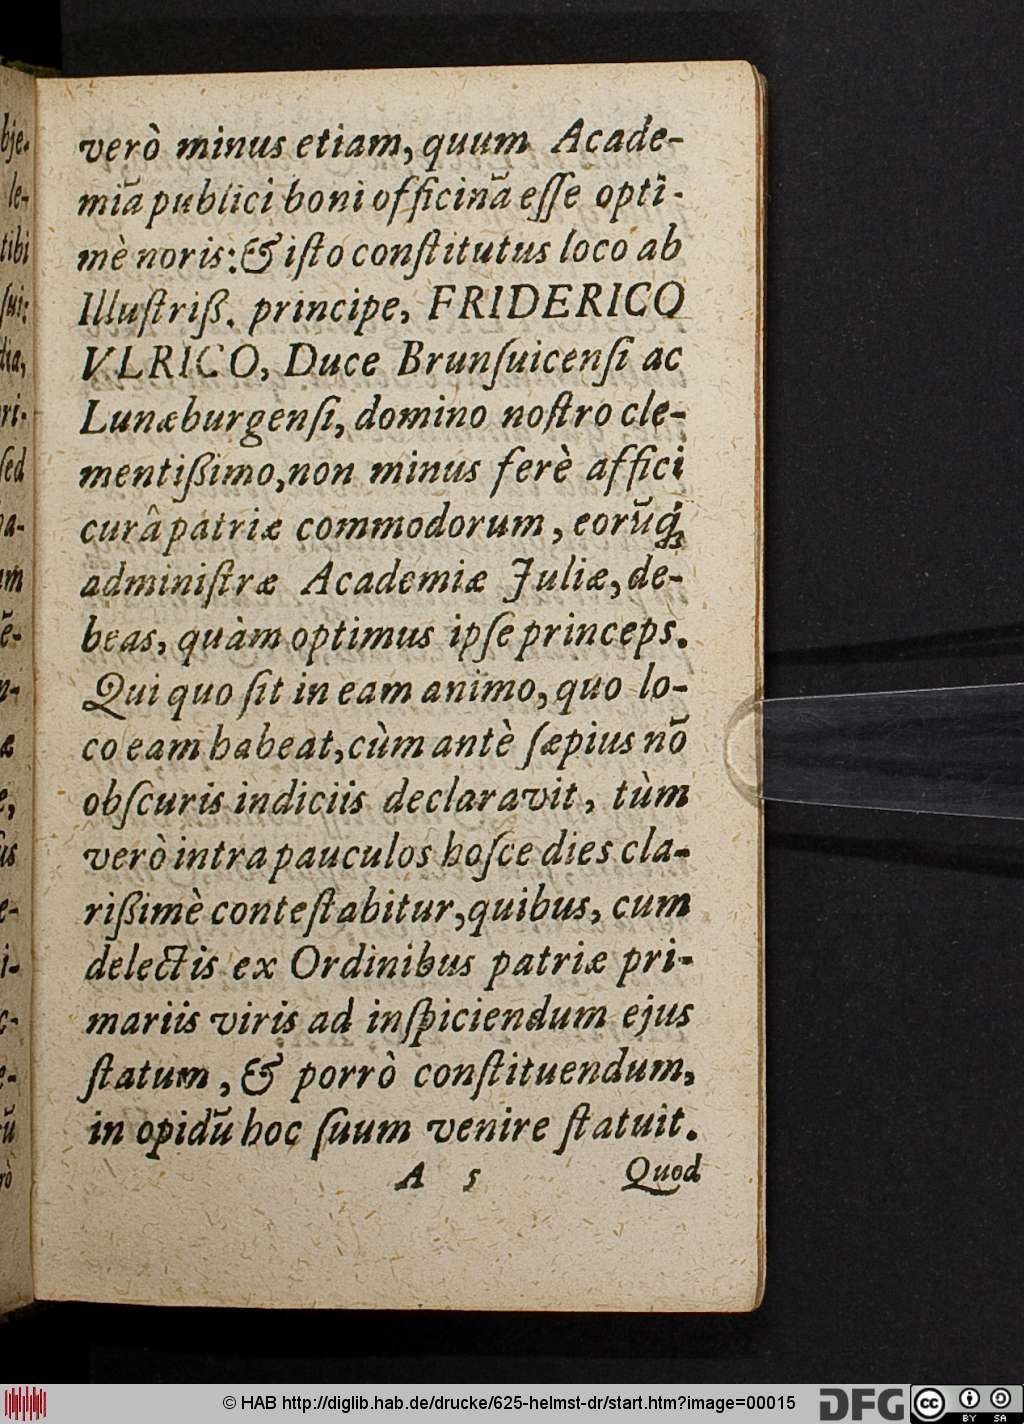 verò minus etiam, quum Acade-
miã publici boni officinã eſſe opti-
mè noris: & iſto conſtitutus loco ab
Illuſtriß. principe, FRIDERICO
VLRICO, Duce Brunſuicenſi ac
Lunæburgenſi, domino noſtro cle-
mentißimo, non minus ferè affici
curâ patriæ commodorum, eorũq́;
adminiſtræ Academiæ Juliæ, de-
beas, quàm optimus ipſe princeps.
Qui quo ſit in eam animo, quo lo-
co eam habeat, cùm antè ſæpius nõ
obſcuris indiciis declaravit, tùm
verò intra pauculos hoſce dies cla-
rißimè conteſtabitur, quibus, cum
delectis ex Ordinibus patriæ pri-
mariis viris ad inſpiciendum ejus
ſtatum, & porrò conſtituendum,
in opidũ hoc ſuum venire ſtatuit.
A 5 Quod
© HAB http://diglib.hab.de/drucke/625-helmst-dr/start.htm?image=00015
DFG
cc BY SA